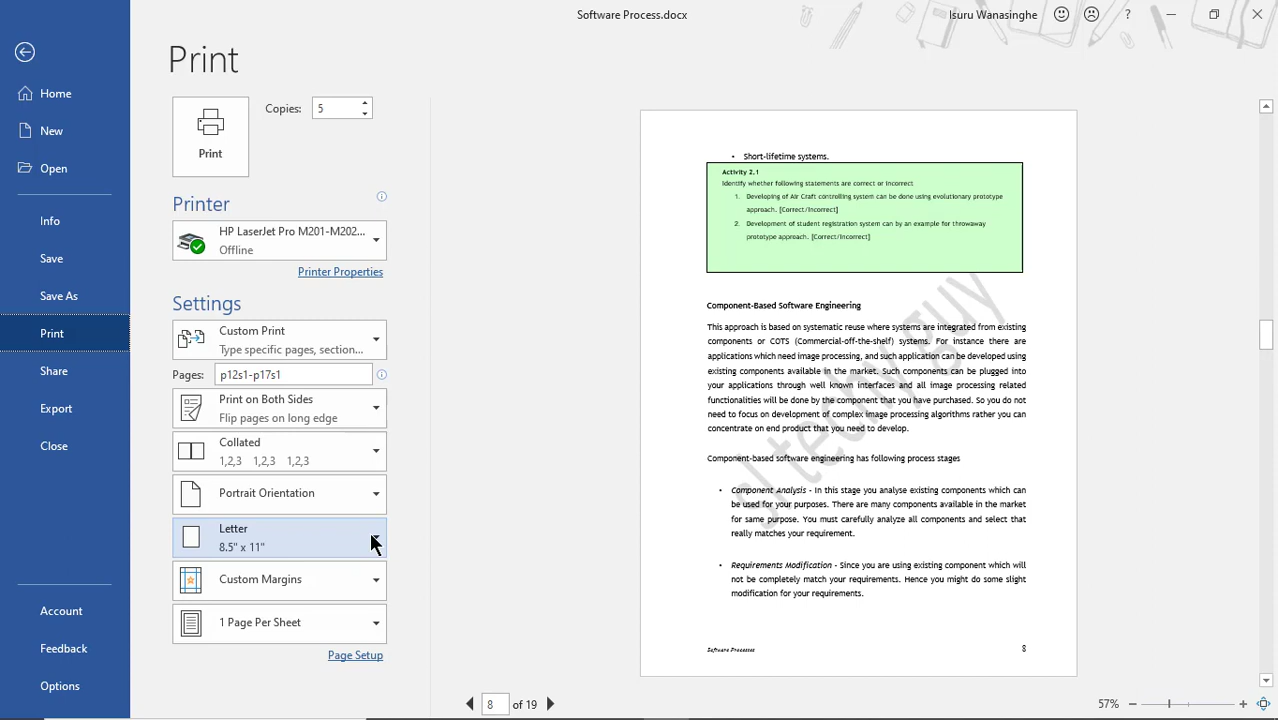 Software Process.docx
Isuru Wanasinghe
?
Home
New
Open
Info
Save
Save As
Print
Share
Export
Close
Account
Feedback
Options
Print
Print
Copies: 5
Printer
HP LaserJet Pro M201-M202...
Offline
Printer Properties
Settings
Custom Print
Type specific pages, section...
Pages: p12s1-p17s1
Print on Both Sides
Flip pages on long edge
Collated
1,2,3 1,2,3 1,2,3
Portrait Orientation
Letter
8.5" x 11"
Custom Margins
1 Page Per Sheet
Page Setup
• Short-lifetime systems.
Activity 2.1
Identify whether following statements are correct or incorrect
1. Developing of Air Craft controlling system can be done using evolutionary prototype
approach. [Correct/Incorrect]
2. Development of student registration system can by an example for throwaway
prototype approach. [Correct/Incorrect]
Component-Based Software Engineering
This approach is based on systematic reuse where systems are integrated from existing
components or COTS (Commercial-off-the-shelf) systems. For instance there are
applications which need image processing, and such application can be developed using
existing components available in the market. Such components can be plugged into
your applications through well known interfaces and all image processing related
functionalities will be done by the component that you have purchased. So you do not
need to focus on development of complex image processing algorithms rather you can
concentrate on end product that you need to develop.
Component-based software engineering has following process stages
• Component Analysis - In this stage you analyse existing components which can
be used for your purposes. There are many components available in the market
for same purpose. You must carefully analyze all components and select that
really matches your requirement.
• Requirements Modification - Since you are using existing component which will
not be completely match your requirements. Hence you might do some slight
modification for your requirements.
sl techy guy
Software Processes
8
8 of 19
57%